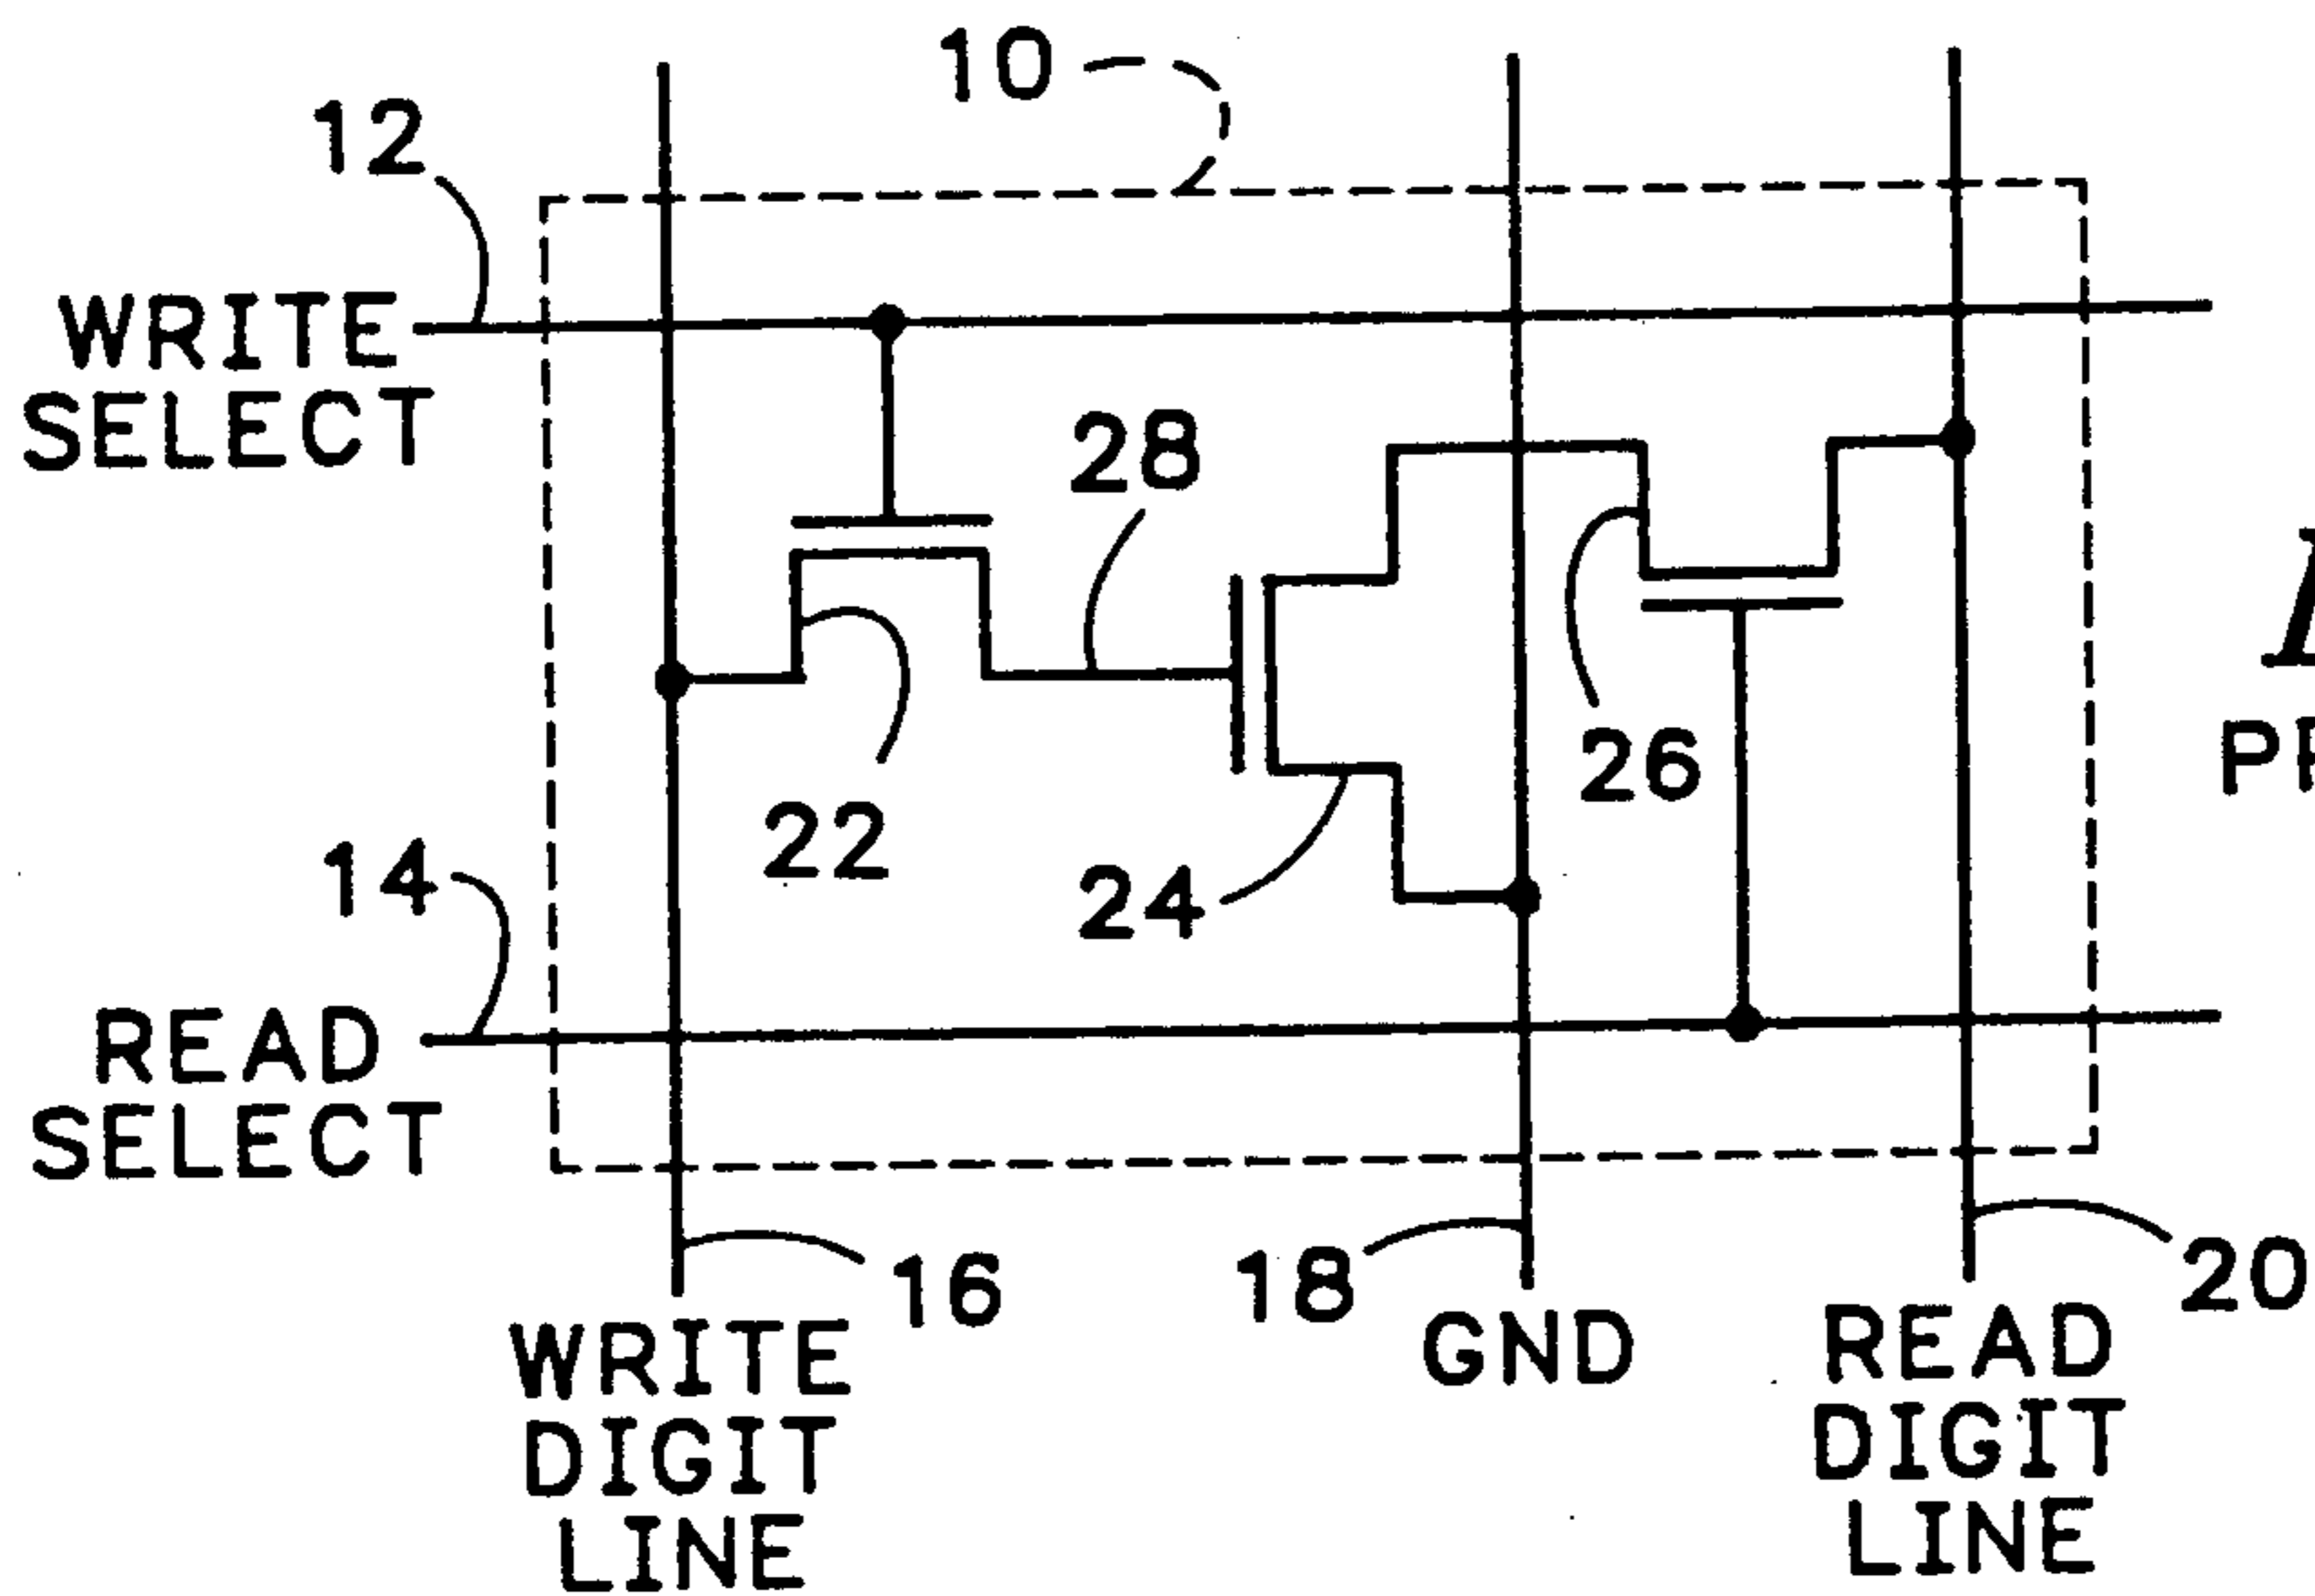 10
12
WRITE
SELECT
28
26
22
24
14
READ
SELECT
16
18
20
WRITE
DIGIT
LINE
GND
READ
DIGIT
LINE